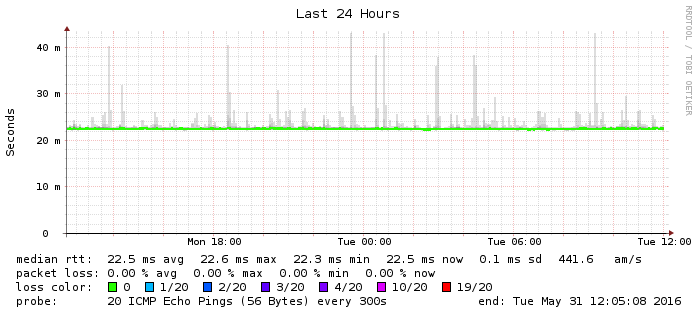 Last 24 Hours
RRDTOOL / TOBI OETIKER
Seconds
40 m
30 m
20 m
10 m
0
Mon 18:00 Tue 00:00 Tue 06:00 Tue 12:00
median rtt: 22.5 ms avg 22.6 ms max 22.3 ms min 22.5 ms now 0.1 ms sd 441.6 am/s
packet loss: 0.00 % avg 0.00 % max 0.00 % min 0.00 % now
loss color: 0 1/20 2/20 3/20 4/20 10/20 19/20
probe: 20 ICMP Echo Pings (56 Bytes) every 300s end: Tue May 31 12:05:08 2016